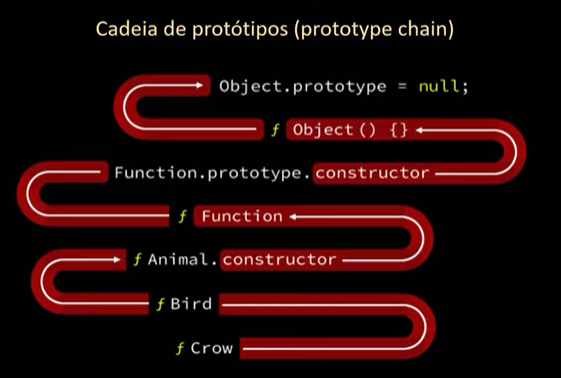 Cadeia de protótipos (prototype chain)
Object.prototype = null;
f Object () {}
Function.prototype.constructor
f Function
f Animal.constructor
f Bird
f Crow